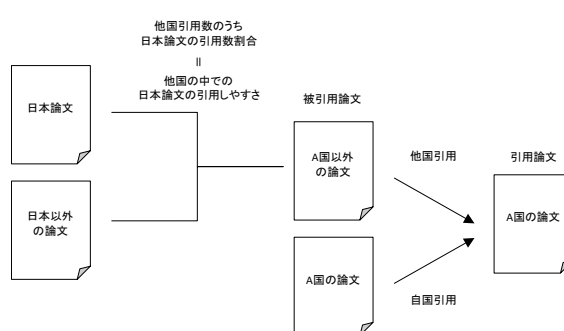 他国引用数のうち
日本論文の引用数割合
=
他国の中での
日本論文の引用しやすさ
日本論文
日本以外
の論文
被引用論文
A国以外
の論文
A国の論文
他国引用
自国引用
引用論文
A国の論文